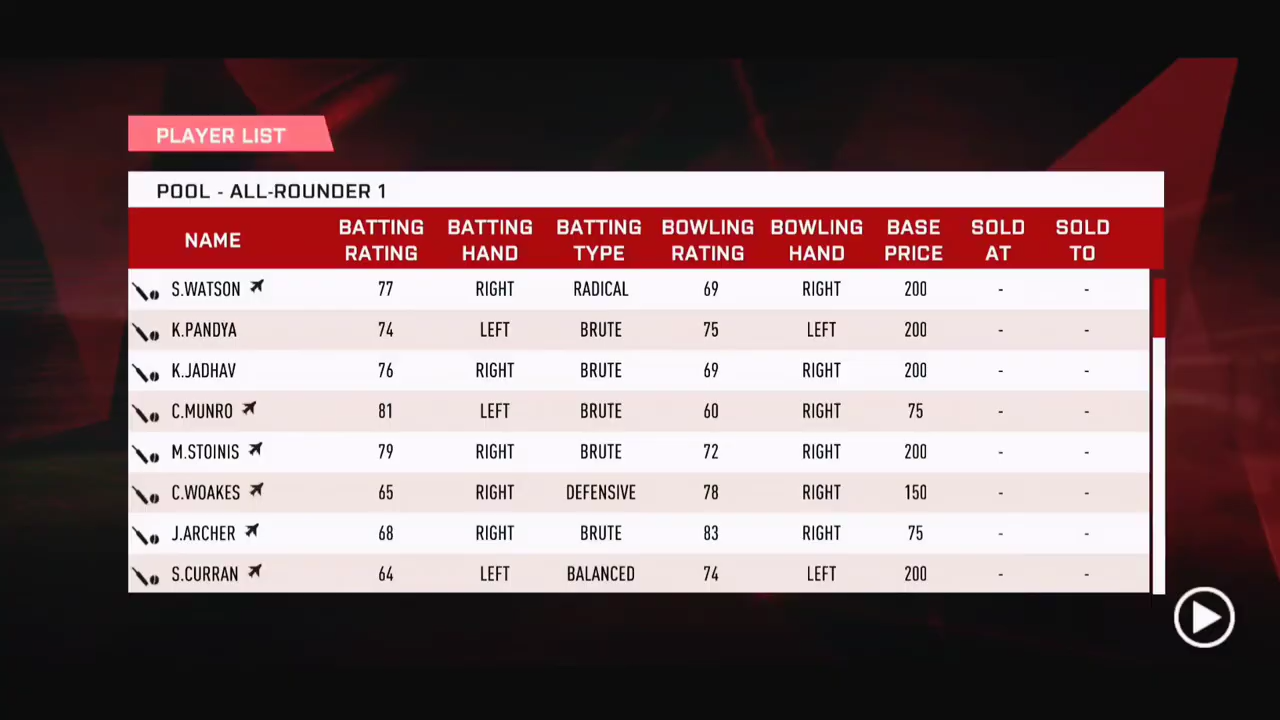 PLAYER LIST
POOL - ALL-ROUNDER 1
NAME BATTING RATING BATTING HAND BATTING TYPE BOWLING RATING BOWLING HAND BASE PRICE SOLD AT SOLD TO
S.WATSON 77 RIGHT RADICAL 69 RIGHT 200 - -
K.PANDYA 74 LEFT BRUTE 75 LEFT 200 - -
K.JADHAV 76 RIGHT BRUTE 69 RIGHT 200 - -
C.MUNRO 81 LEFT BRUTE 60 RIGHT 75 - -
M.STOINIS 79 RIGHT BRUTE 72 RIGHT 200 - -
C.WOAKES 65 RIGHT DEFENSIVE 78 RIGHT 150 - -
J.ARCHER 68 RIGHT BRUTE 83 RIGHT 75 - -
S.CURRAN 64 LEFT BALANCED 74 LEFT 200 - -